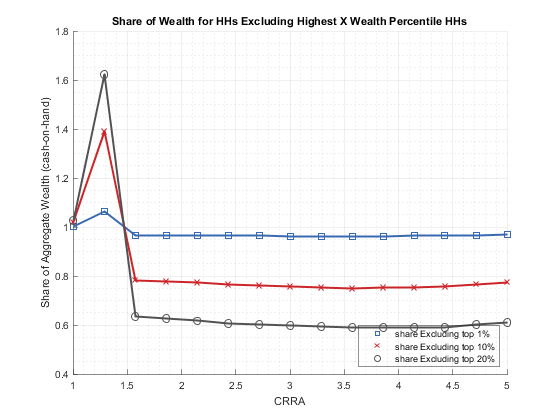 Share of Wealth for HHs Excluding Highest X Wealth Percentile HHs
1.8
1.6
1.4
1.2
1
0.8
0.6
0.4
Share of Aggregate Wealth (cash-on-hand)
share Excluding top 1%
share Excluding top 10%
share Excluding top 20%
1 1.5 2 2.5 3 3.5 4 4.5 5
CRRA